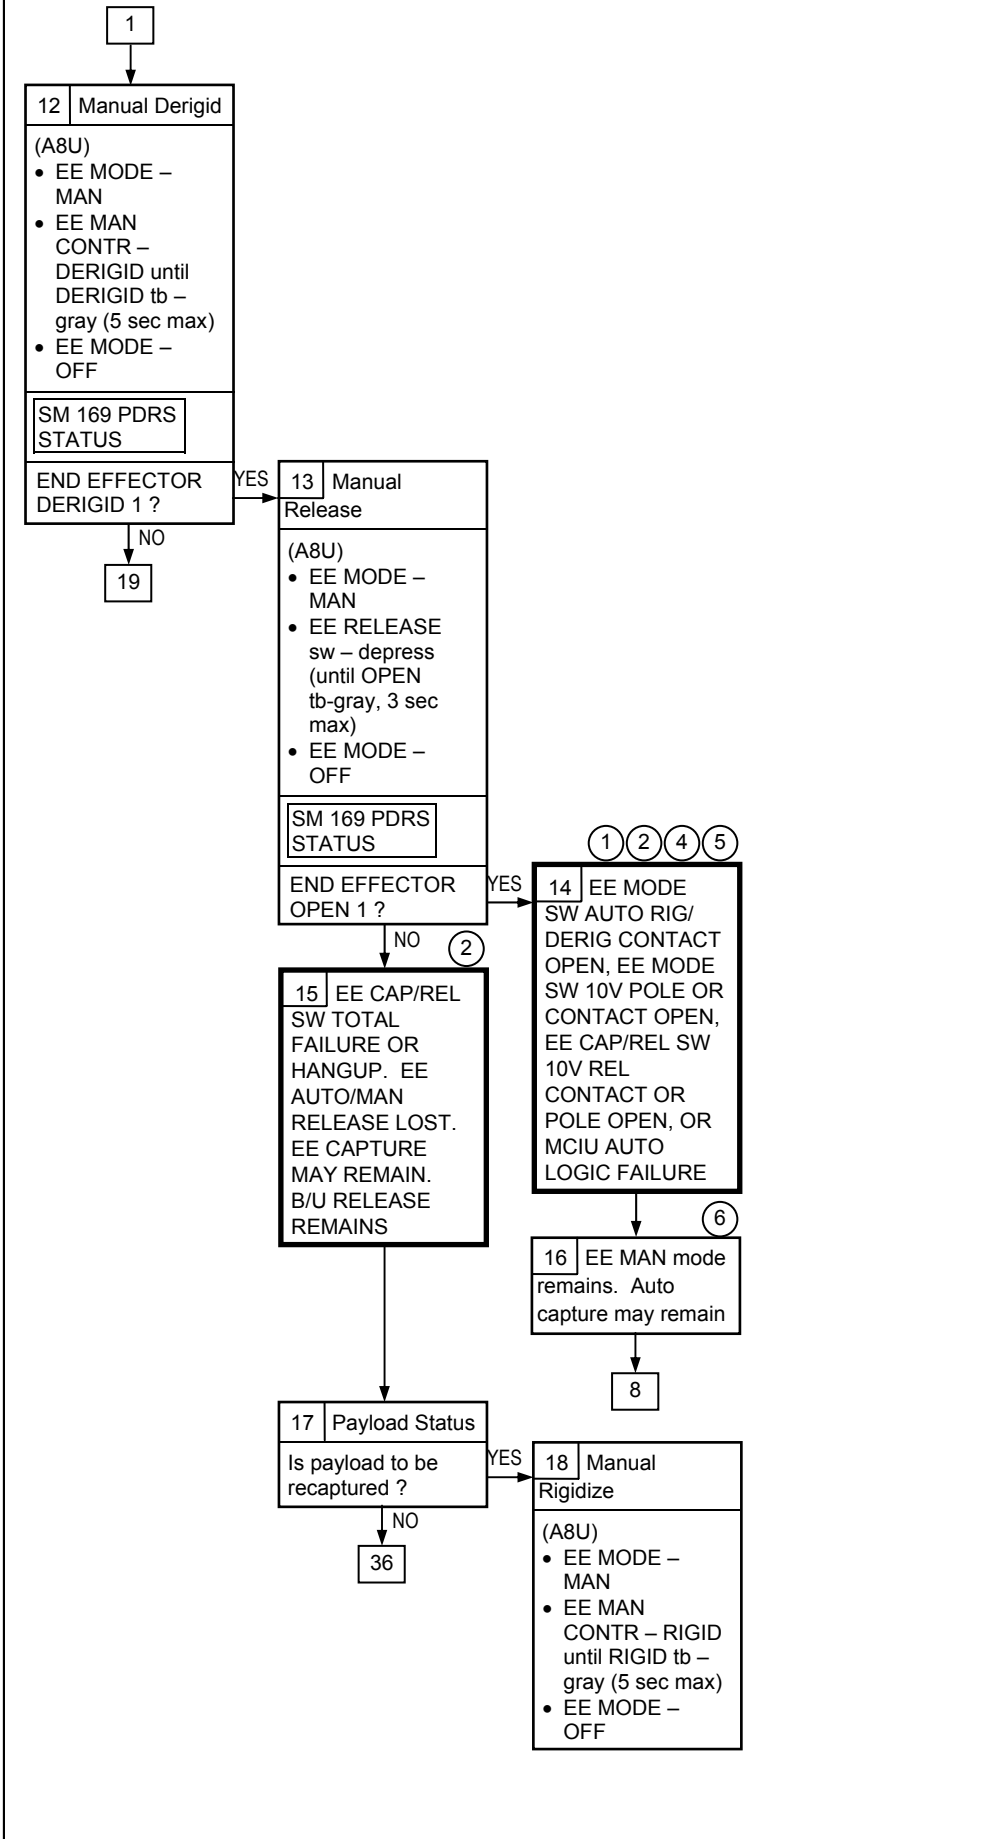 1
12 Manual Derigid
(A8U)
• EE MODE –
MAN
• EE MAN
CONTR –
DERIGID until
DERIGID tb –
gray (5 sec max)
• EE MODE –
OFF
SM 169 PDRS
STATUS
END EFFECTOR
DERIGID 1 ?
YES
NO
19
13 Manual
Release
(A8U)
• EE MODE –
MAN
• EE RELEASE
sw – depress
(until OPEN
tb-gray, 3 sec
max)
• EE MODE –
OFF
SM 169 PDRS
STATUS
END EFFECTOR
OPEN 1 ?
YES
NO
1 2 4 5
14 EE MODE
SW AUTO RIG/
DERIG CONTACT
OPEN, EE MODE
SW 10V POLE OR
CONTACT OPEN,
EE CAP/REL SW
10V REL
CONTACT OR
POLE OPEN, OR
MCIU AUTO
LOGIC FAILURE
2
15 EE CAP/REL
SW TOTAL
FAILURE OR
HANGUP. EE
AUTO/MAN
RELEASE LOST.
EE CAPTURE
MAY REMAIN.
B/U RELEASE
REMAINS
6
16 EE MAN mode
remains. Auto
capture may remain
8
17 Payload Status
Is payload to be
recaptured ?
YES
NO
36
18 Manual
Rigidize
(A8U)
• EE MODE –
MAN
• EE MAN
CONTR – RIGID
until RIGID tb –
gray (5 sec max)
• EE MODE –
OFF